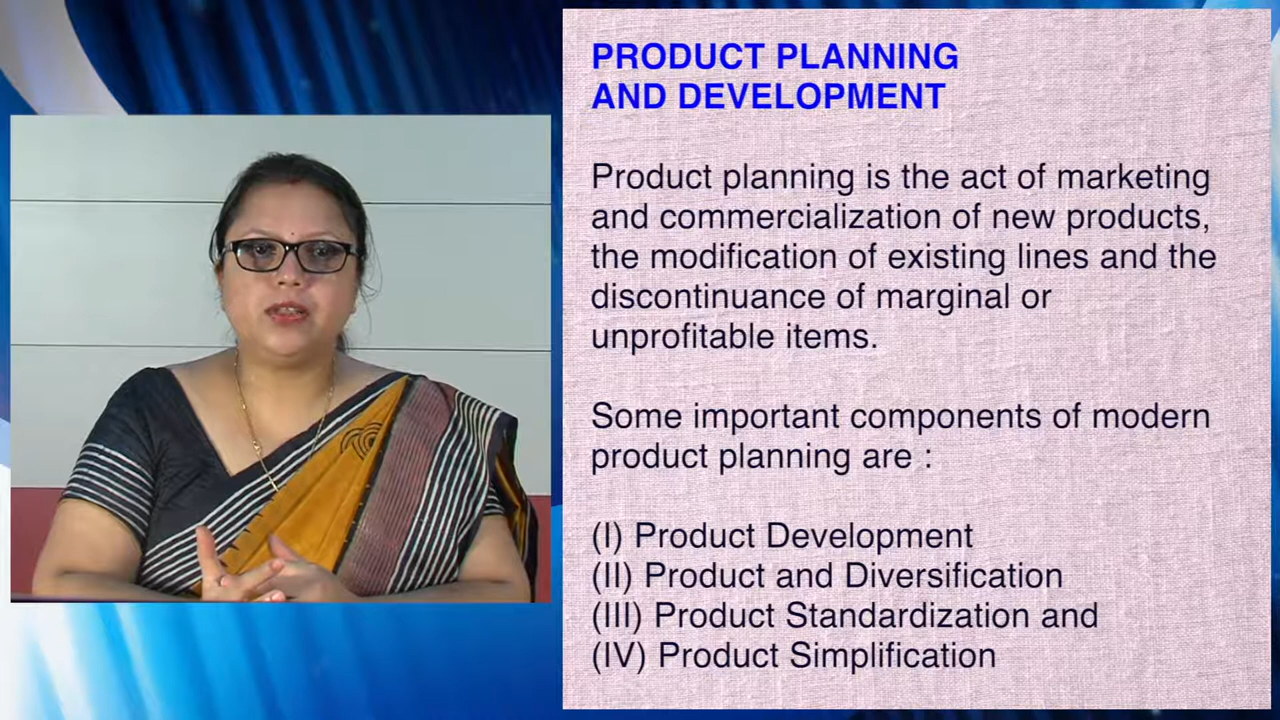 PRODUCT PLANNING
AND DEVELOPMENT
Product planning is the act of marketing
and commercialization of new products,
the modification of existing lines and the
discontinuance of marginal or
unprofitable items.
Some important components of modern
product planning are :
(I) Product Development
(II) Product and Diversification
(III) Product Standardization and
(IV) Product Simplification